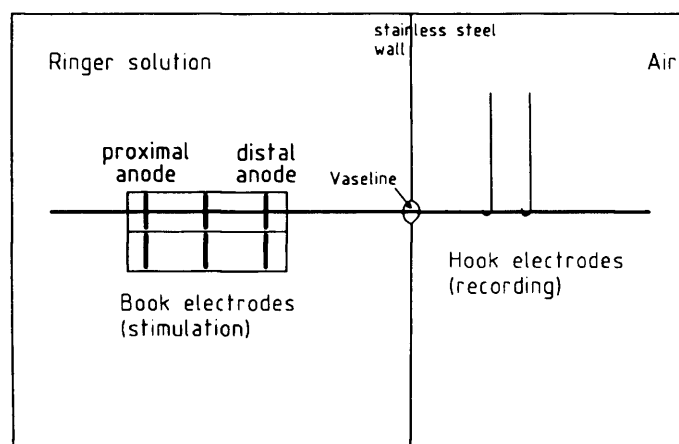 stainless steel
wall
Ringer solution
Air
proximal
anode
distal
anode
Vaseline
Book electrodes
(stimulation)
Hook electrodes
(recording)